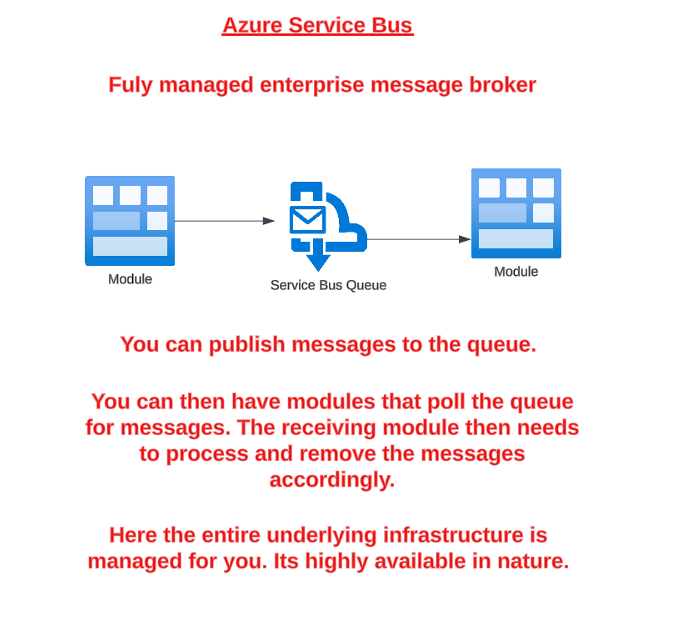 Azure Service Bus
Fuly managed enterprise message broker
Module
Service Bus Queue
Module
You can publish messages to the queue.
You can then have modules that poll the queue
for messages. The receiving module then needs
to process and remove the messages
accordingly.
Here the entire underlying infrastructure is
managed for you. Its highly available in nature.